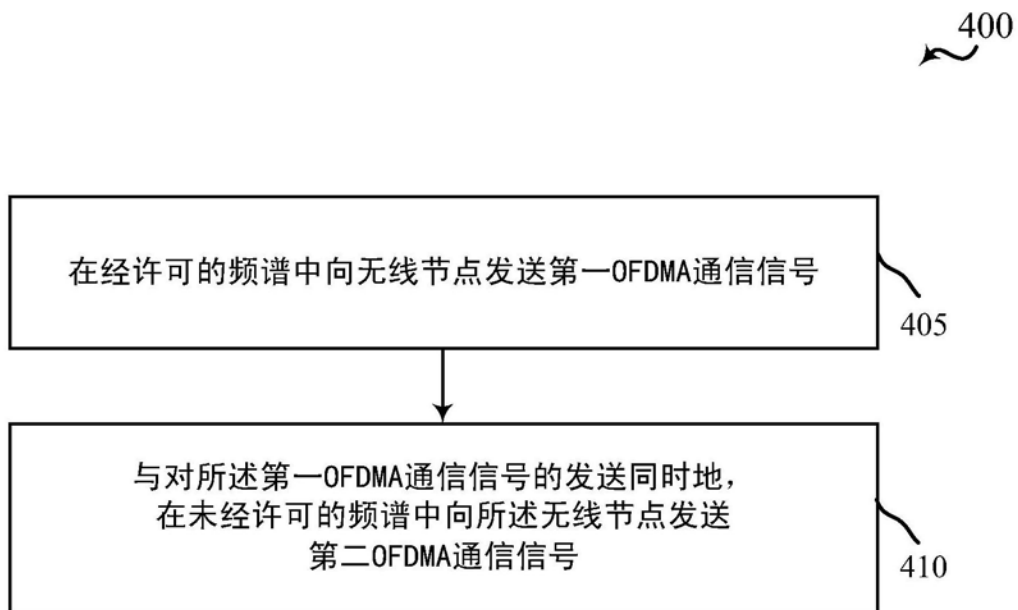 400
在经许可的频谱中向无线节点发送第一OFDMA通信信号
405
与对所述第一OFDMA通信信号的发送同时地，
在未经许可的频谱中向所述无线节点发送
第二OFDMA通信信号
410